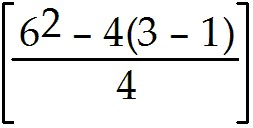 [6² – 4(3 – 1) / 4]